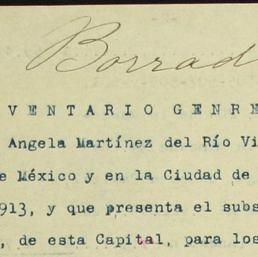 Borrad
VENTARIO GENRE
Angela Martínez del Río Vi
e México y en la Ciudad de
913, y que presenta el subs
, de esta Capital, para los